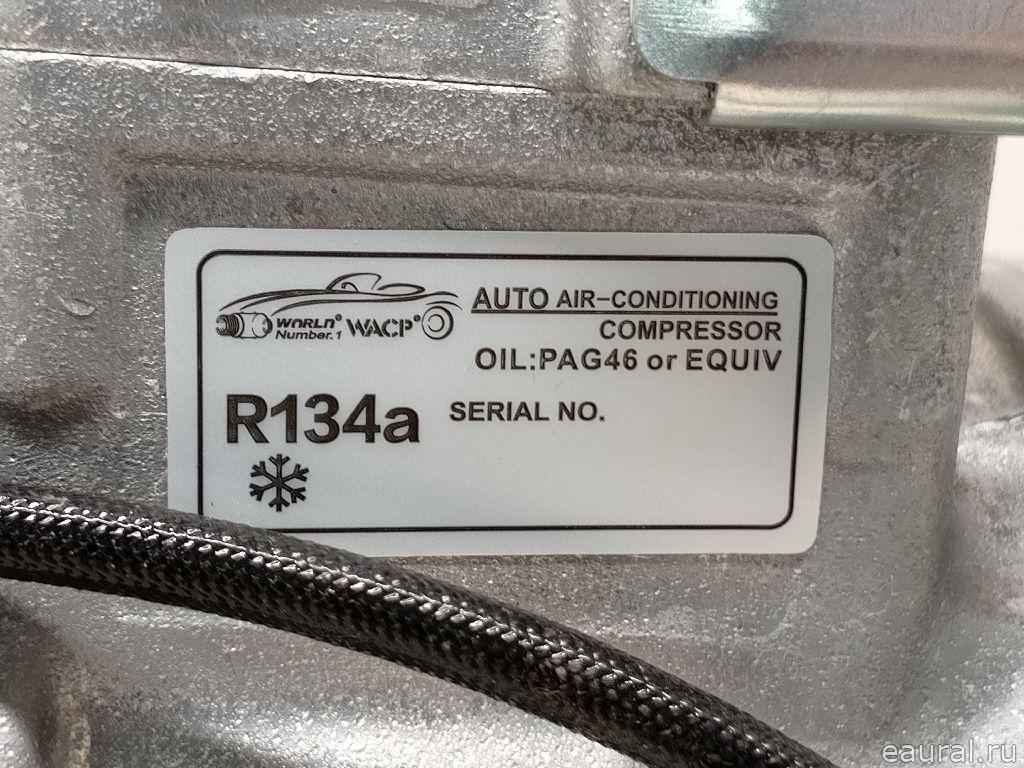 WORLD®
Number.1
WACP®
AUTO AIR-CONDITIONING
COMPRESSOR
OIL:PAG46 or EQUIV
R134a
SERIAL NO.
eaural.ru